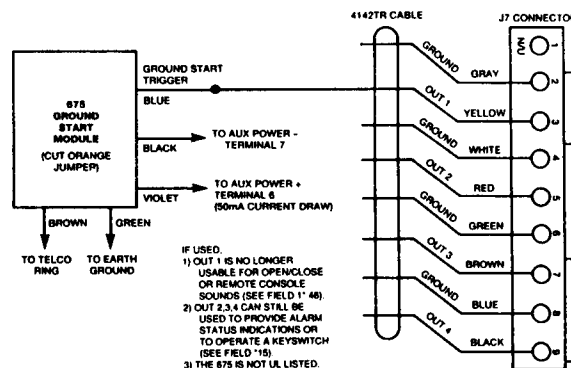 4142TR CABLE
J7 CONNECTO
GROUND START
TRIGGER
BLUE
675
GROUND
START
MODULE
(CUT ORANGE
JUMPER)
BLACK
TO AUX POWER –
TERMINAL 7
VIOLET
TO AUX POWER +
TERMINAL 6
(50mA CURRENT DRAW)
BROWN
GREEN
TO TELCO
RING
TO EARTH
GROUND
IF USED,
1) OUT 1 IS NO LONGER
USABLE FOR OPEN/CLOSE
OR REMOTE CONSOLE
SOUNDS (SEE FIELD 1* 46).
2) OUT 2,3,4 CAN STILL BE
USED TO PROVIDE ALARM
STATUS INDICATIONS OR
TO OPERATE A KEYSWITCH
(SEE FIELD *15).
3) THE 675 IS NOT UL LISTED.
N/U 1
GROUND GRAY 2
OUT 1 YELLOW 3
GROUND WHITE 4
OUT 2 RED 5
GROUND GREEN 6
OUT 3 BROWN 7
GROUND BLUE 8
OUT 4 BLACK 9